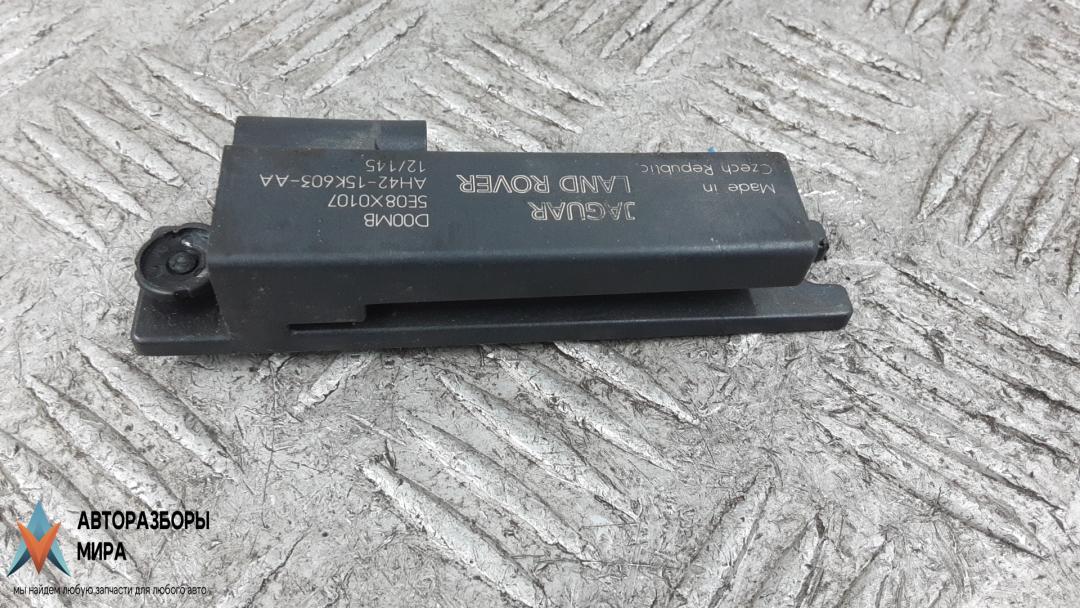 JAGUAR
LAND ROVER
Made in
Czech Republic
D00MB
5E08X0107
AH42-15K603-AA
12/145
АВТОРАЗБОРЫ
МИРА
мы найдем любую запчасти для любого авто